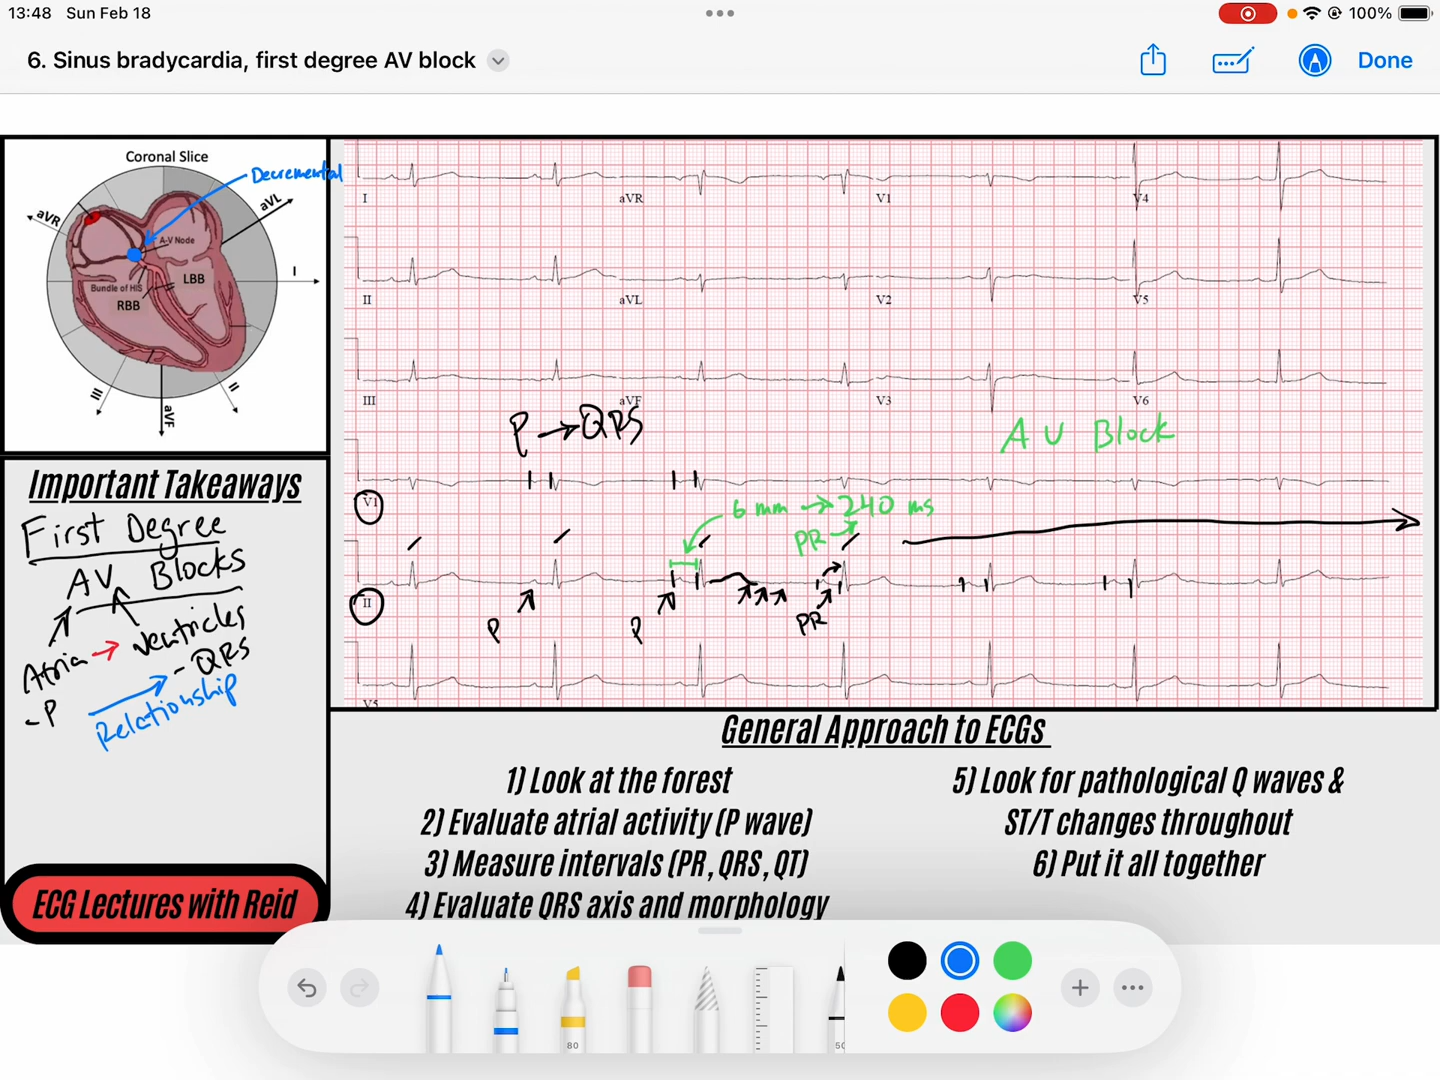 13:48 Sun Feb 18
100%
6. Sinus bradycardia, first degree AV block
Done
Coronal Slice
Decremental
aVR
aVL
A-V Node
I
LBB
Bundle of HIS
RBB
III
aVF
II
Important Takeaways
First Degree
AV Blocks
Atria → Ventricles
- P
- QRS
Relationship
ECG Lectures with Reid
I
aVR
V1
V4
II
aVL
V2
V5
III
aVF
V3
V6
P → QRS
AV Block
V1
6 mm → 240 ms
PR
II
P
P
PR
V5
General Approach to ECGs
1) Look at the forest
2) Evaluate atrial activity (P wave)
3) Measure intervals (PR, QRS, QT)
4) Evaluate QRS axis and morphology
5) Look for pathological Q waves &
ST/T changes throughout
6) Put it all together
80
50